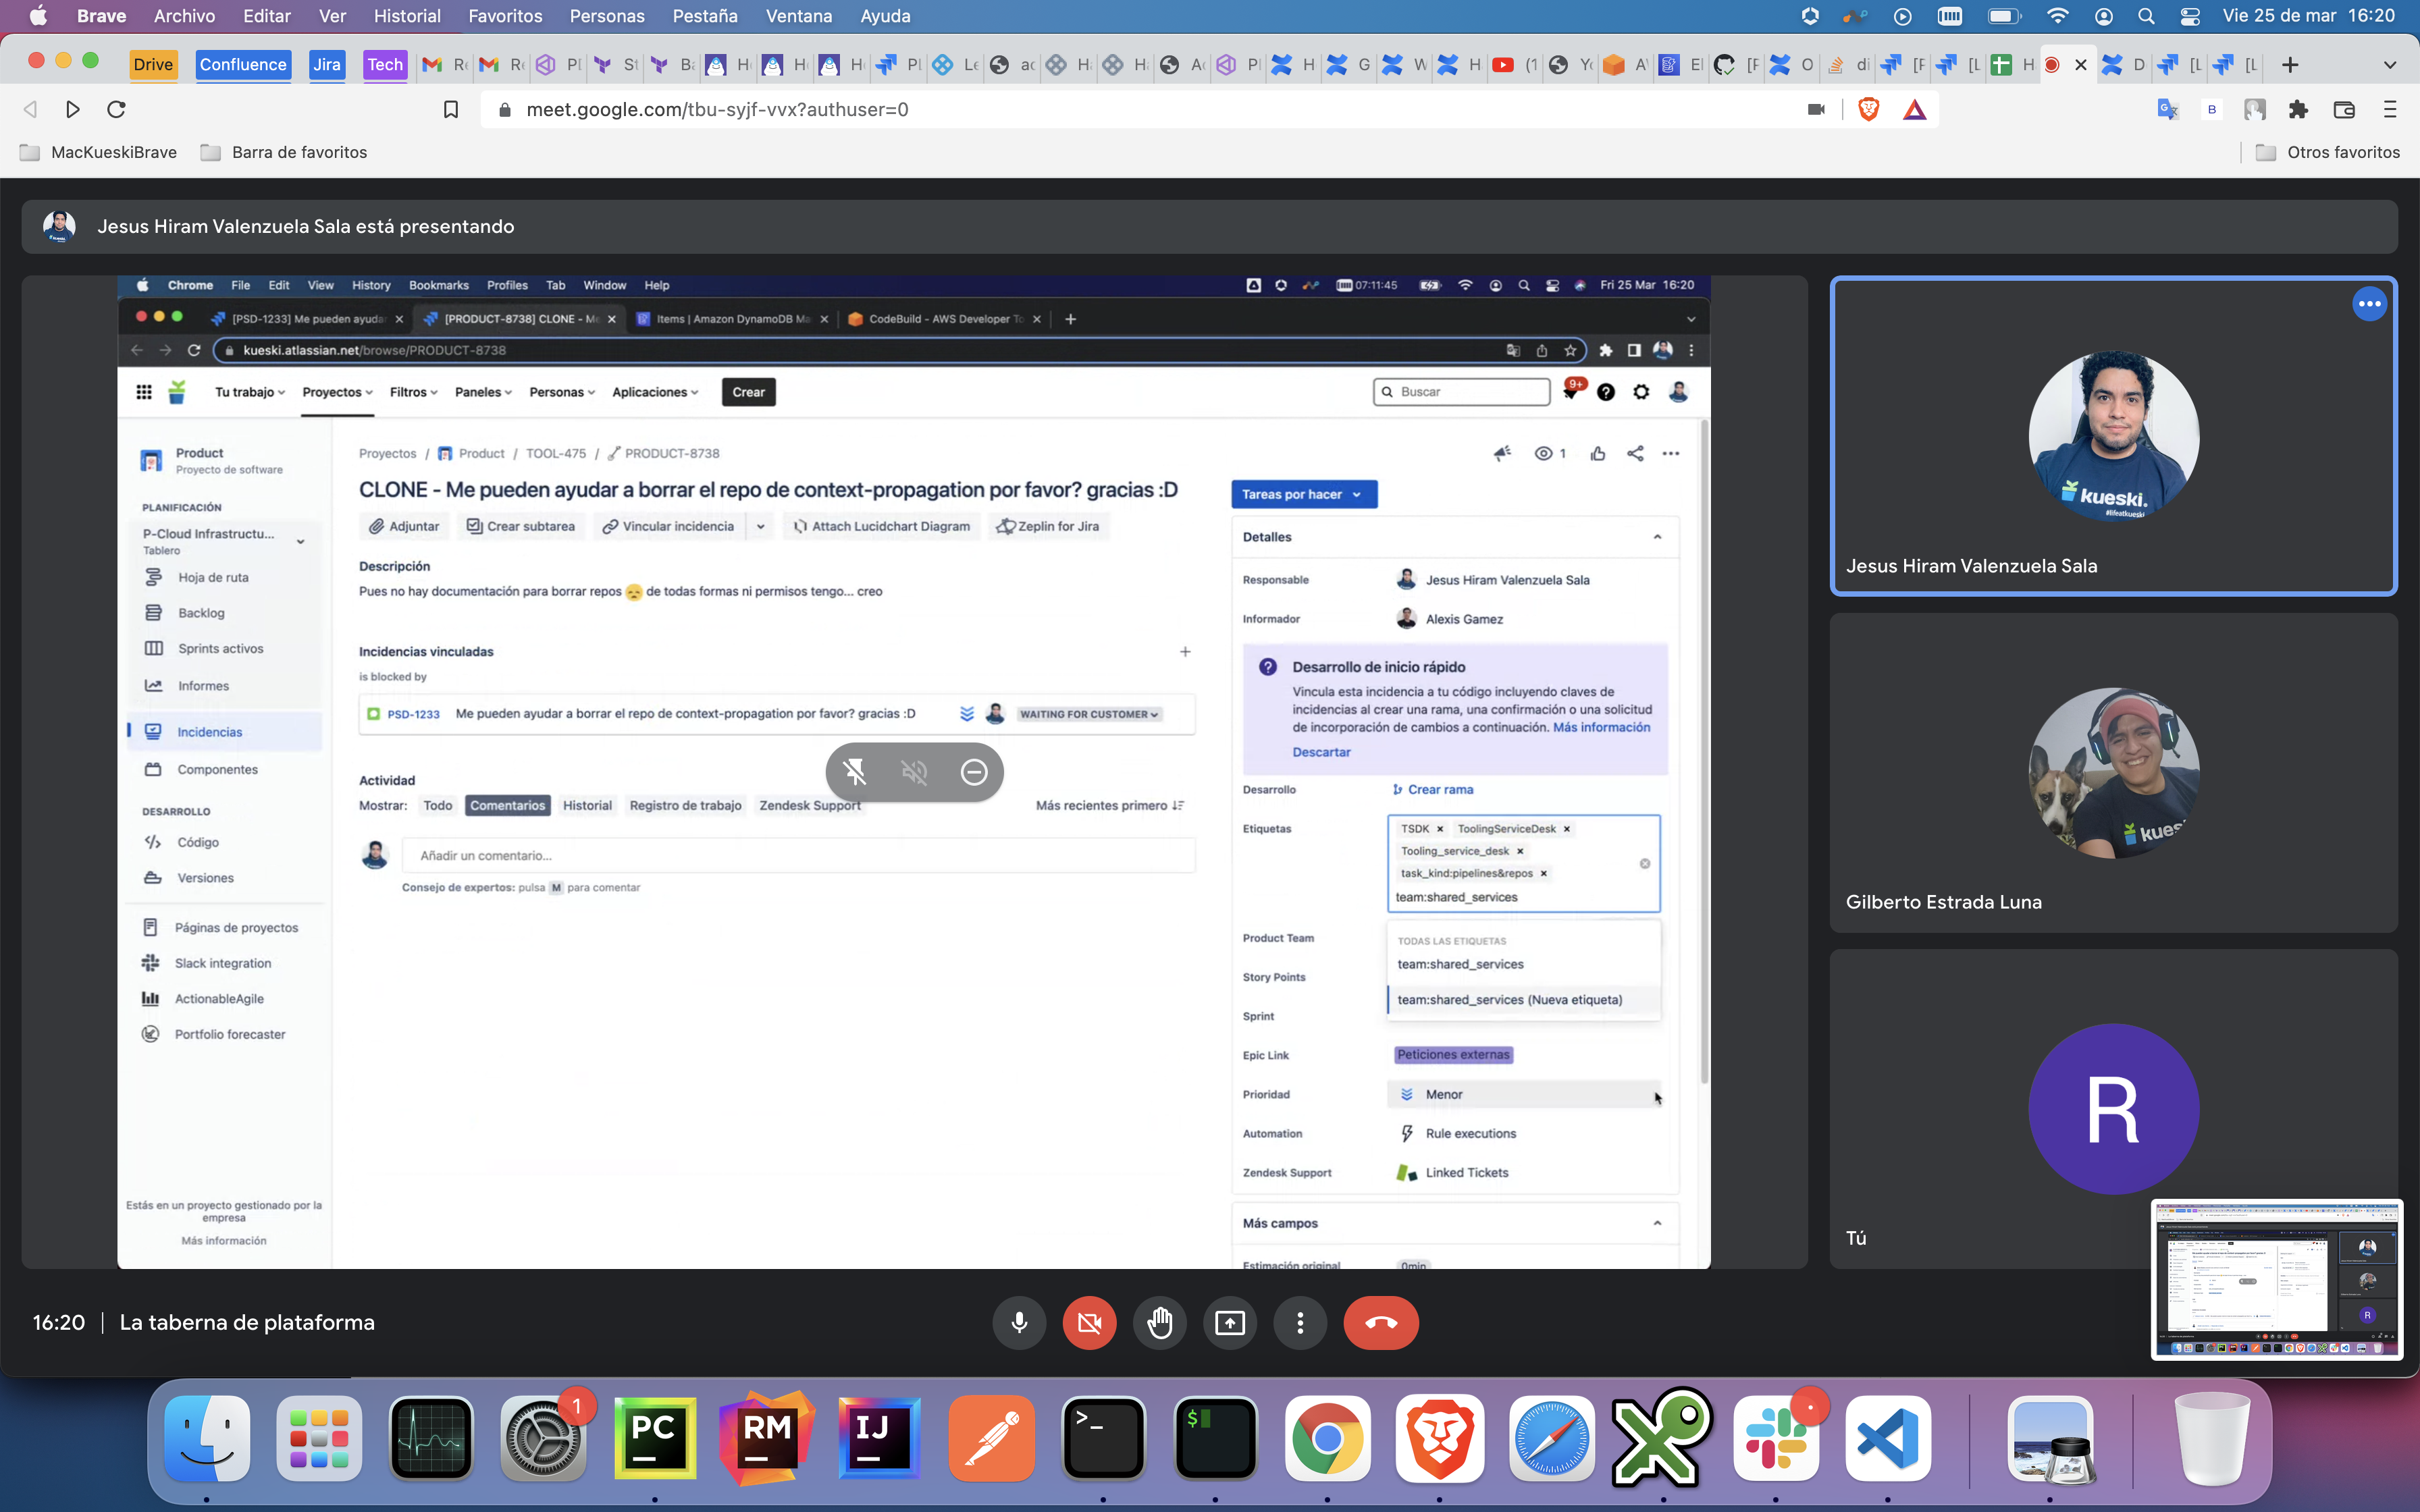 Brave Archivo Editar Ver Historial Favoritos Personas Pestaña Ventana Ayuda Vie 25 de mar 16:20
Drive Confluence Jira Tech
meet.google.com/tbu-syjf-vvx?authuser=0
MacKueskiBrave Barra de favoritos Otros favoritos
Jesus Hiram Valenzuela Sala está presentando
Chrome File Edit View History Bookmarks Profiles Tab Window Help 07:11:45 Fri 25 Mar 16:20
[PSD-1233] Me pueden ayuda [PRODUCT-8738] CLONE - Me Items | Amazon DynamoDB Ma CodeBuild - AWS Developer To
kueski.atlassian.net/browse/PRODUCT-8738
Tu trabajo Proyectos Filtros Paneles Personas Aplicaciones Crear Buscar 9+
Product
Proyecto de software
PLANIFICACIÓN
P-Cloud Infrastructu...
Tablero
Hoja de ruta
Backlog
Sprints activos
Informes
Incidencias
Componentes
DESARROLLO
Código
Versiones
Páginas de proyectos
Slack integration
ActionableAgile
Portfolio forecaster
Estás en un proyecto gestionado por la
empresa
Más información
Proyectos / Product / TOOL-475 / PRODUCT-8738
1
CLONE - Me pueden ayudar a borrar el repo de context-propagation por favor? gracias :D
Adjuntar Crear subtarea Vincular incidencia Attach Lucidchart Diagram Zeplin for Jira
Descripción
Pues no hay documentación para borrar repos 😞 de todas formas ni permisos tengo... creo
Incidencias vinculadas
is blocked by
PSD-1233 Me pueden ayudar a borrar el repo de context-propagation por favor? gracias :D WAITING FOR CUSTOMER
Actividad
Mostrar: Todo Comentarios Historial Registro de trabajo Zendesk Support Más recientes primero
Añadir un comentario...
Consejo de expertos: pulsa M para comentar
Tareas por hacer
Detalles
Responsable Jesus Hiram Valenzuela Sala
Informador Alexis Gamez
Desarrollo de inicio rápido
Vincula esta incidencia a tu código incluyendo claves de
incidencias al crear una rama, una confirmación o una solicitud
de incorporación de cambios a continuación. Más información
Descartar
Desarrollo Crear rama
Etiquetas TSDK ToolingServiceDesk
Tooling_service_desk
task_kind:pipelines&repos
team:shared_services
Product Team TODAS LAS ETIQUETAS
team:shared_services
Story Points
team:shared_services (Nueva etiqueta)
Sprint
Epic Link Peticiones externas
Prioridad Menor
Automation Rule executions
Zendesk Support Linked Tickets
Más campos
Estimación original 0min
kueski.
#lifeatkueski
Jesus Hiram Valenzuela Sala
Gilberto Estrada Luna
R
Tú
16:20 | La taberna de plataforma
1
PC RM IJ >_ $